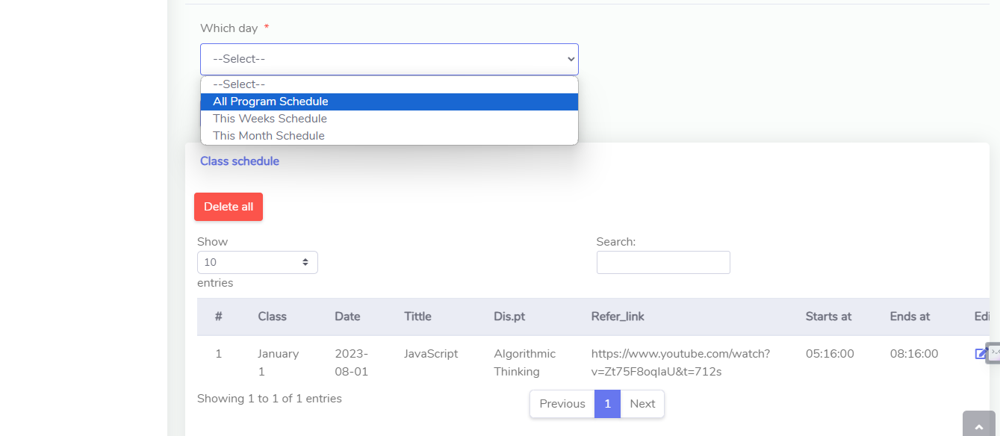 Which day *
--Select--
--Select--
All Program Schedule
This Weeks Schedule
This Month Schedule
Class schedule
Delete all
Show
10
entries
Search:
# Class Date Tittle Dis.pt Refer_link Starts at Ends at Edi
1 January 2023- JavaScript Algorithmic https://www.youtube.com/watch? 05:16:00 08:16:00
1 08-01 Thinking v=Zt75F8oqIaU&t=712s
Showing 1 to 1 of 1 entries
Previous 1 Next